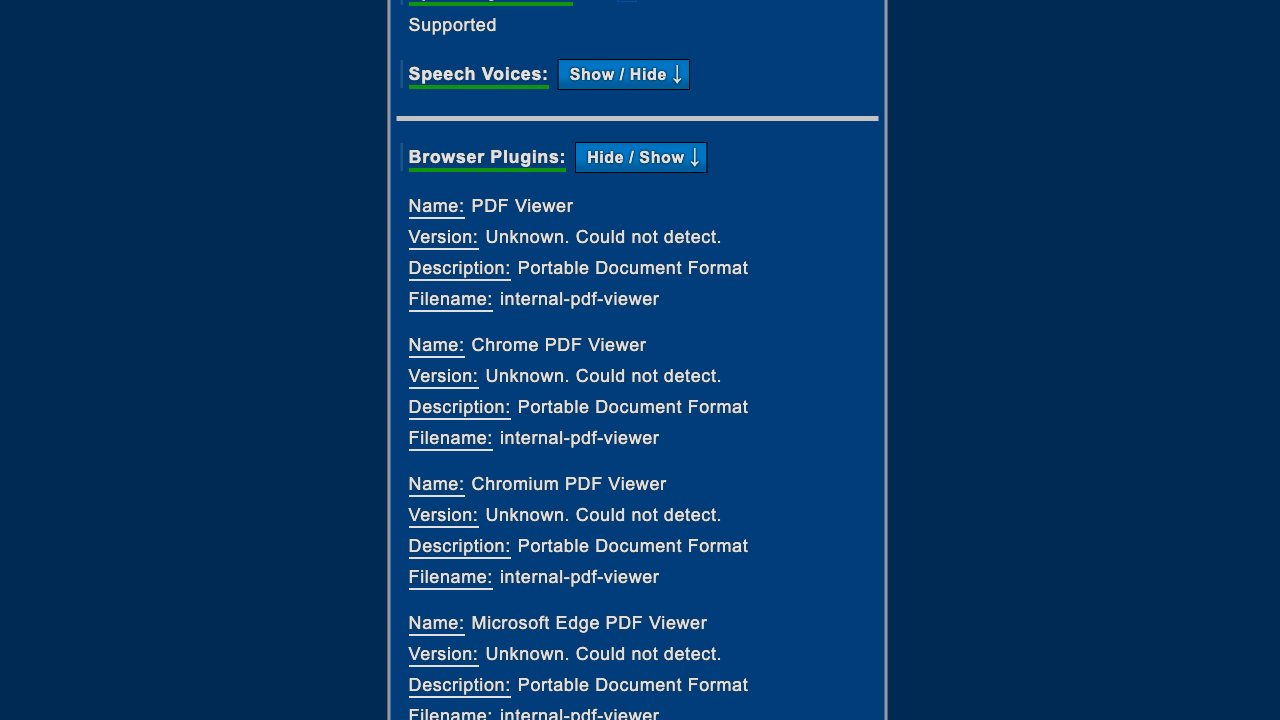 Supported
Speech Voices: Show / Hide ↓
Browser Plugins: Hide / Show ↓
Name: PDF Viewer
Version: Unknown. Could not detect.
Description: Portable Document Format
Filename: internal-pdf-viewer
Name: Chrome PDF Viewer
Version: Unknown. Could not detect.
Description: Portable Document Format
Filename: internal-pdf-viewer
Name: Chromium PDF Viewer
Version: Unknown. Could not detect.
Description: Portable Document Format
Filename: internal-pdf-viewer
Name: Microsoft Edge PDF Viewer
Version: Unknown. Could not detect.
Description: Portable Document Format
Filename: internal-pdf-viewer